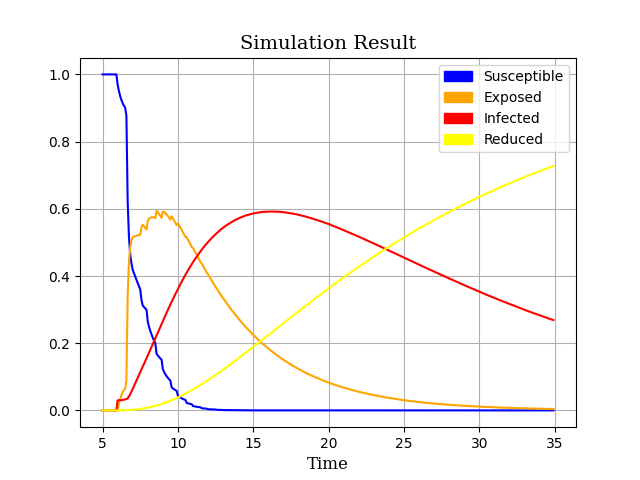 Simulation Result
1.0
0.8
0.6
0.4
0.2
0.0
Susceptible
Exposed
Infected
Reduced
5 10 15 20 25 30 35
Time